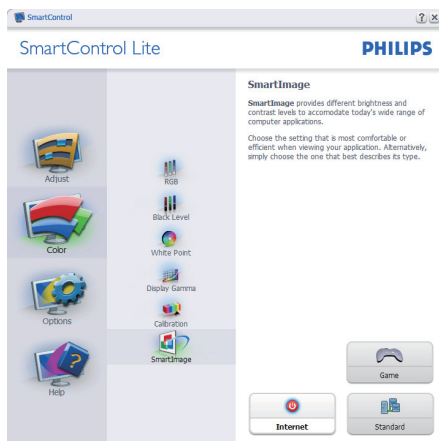 SmartControl
SmartControl Lite
PHILIPS
Adjust
Color
Options
Help
RGB
Black Level
White Point
Display Gamma
Calibration
SmartImage
SmartImage
SmartImage provides different brightness and
contrast levels to accomodate today's wide range of
computer applications.
Choose the setting that is most comfortable or
efficient when viewing your application. Alternatively,
simply choose the one that best describes its type.
Game
Internet
Standard